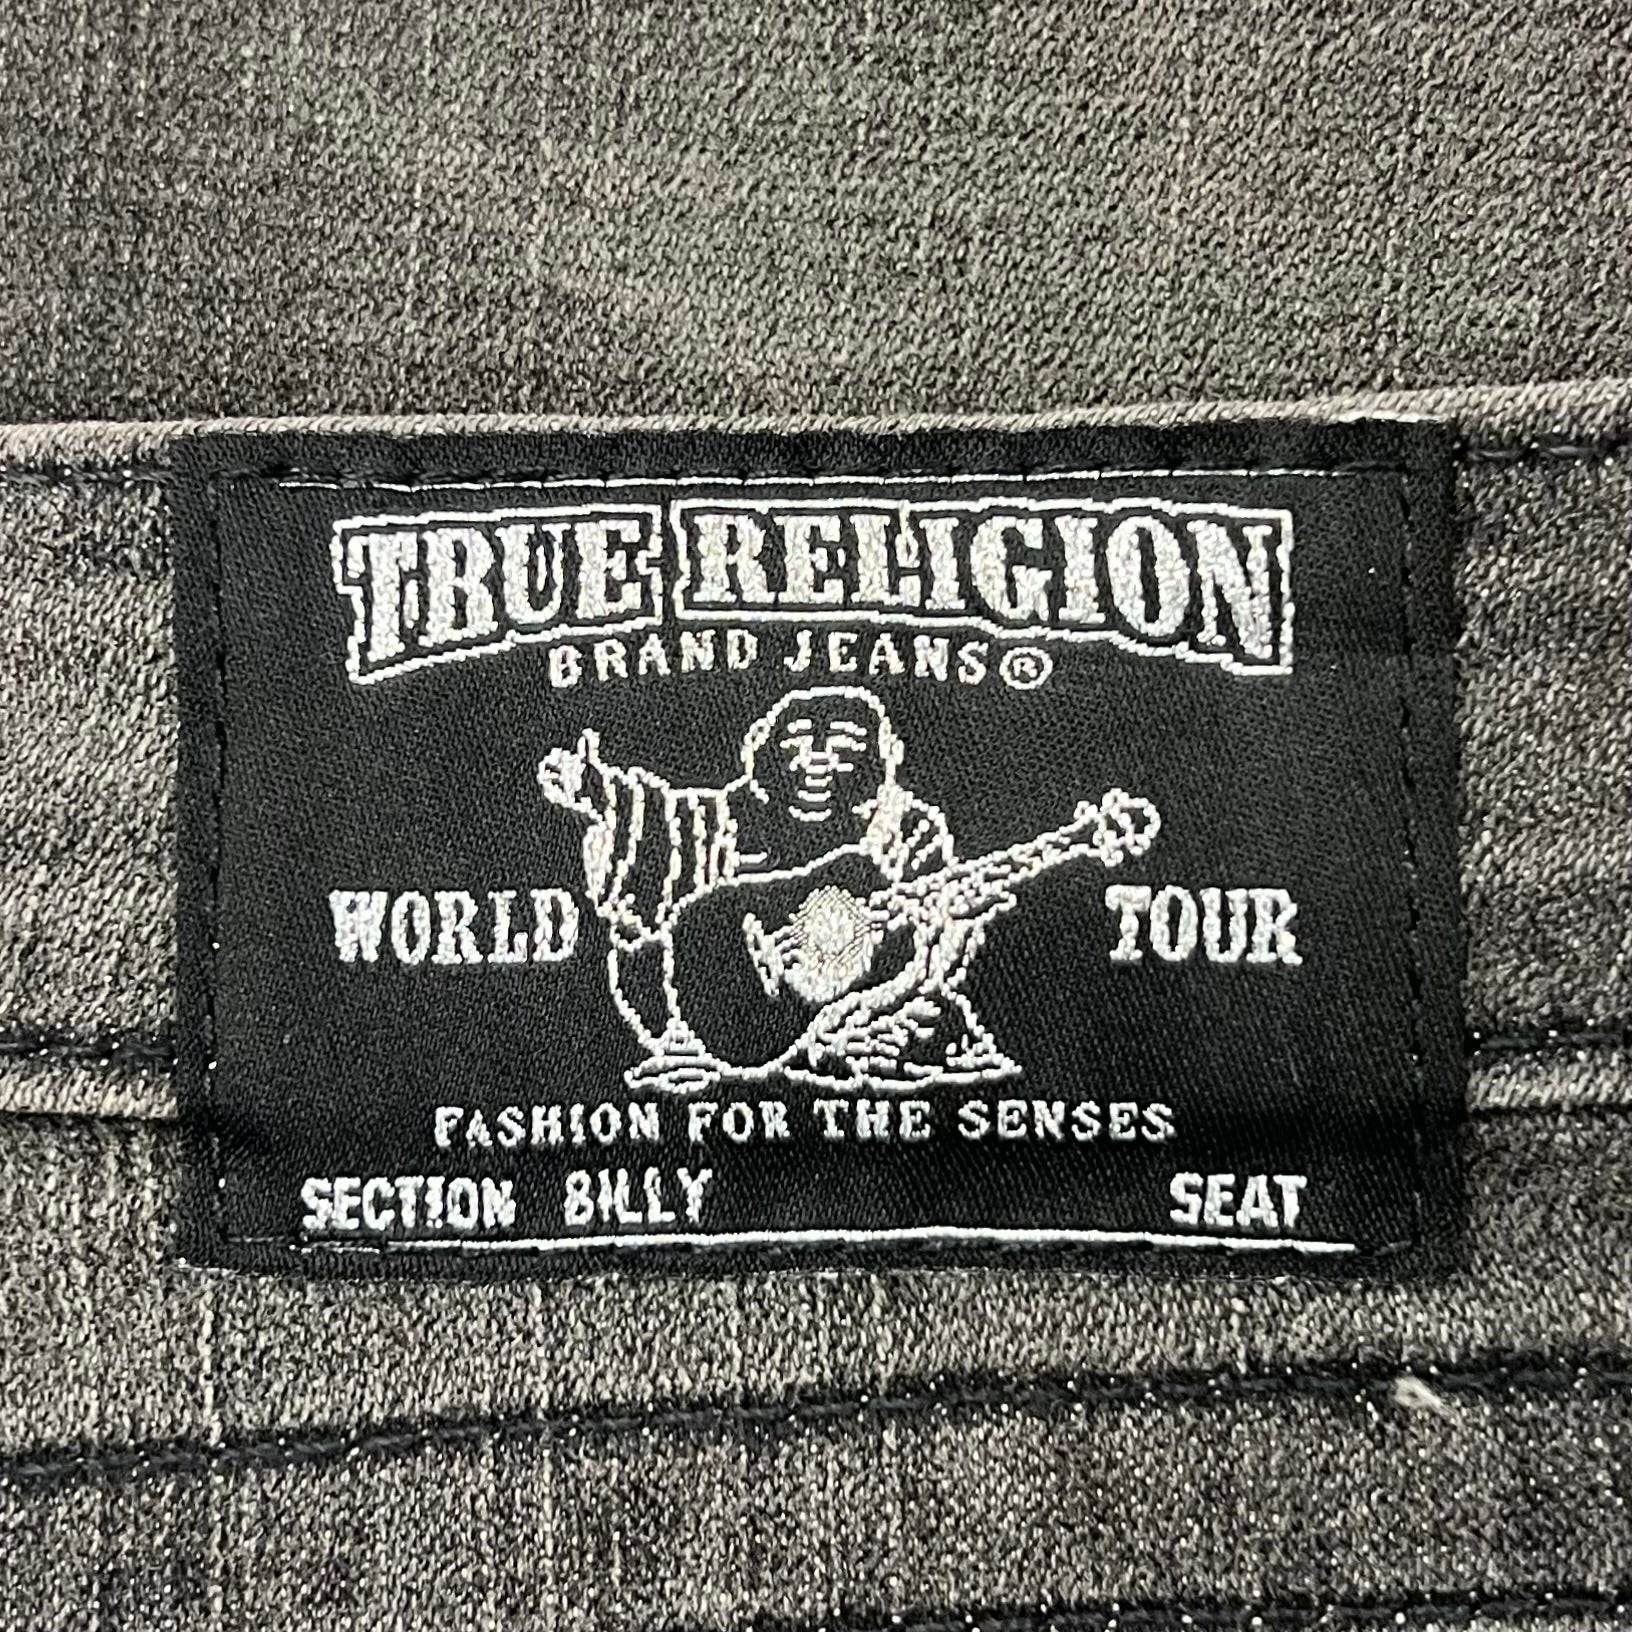 TRUE RELIGION
BRAND JEANS®
WORLD TOUR
FASHION FOR THE SENSES
SECTION BILLY SEAT